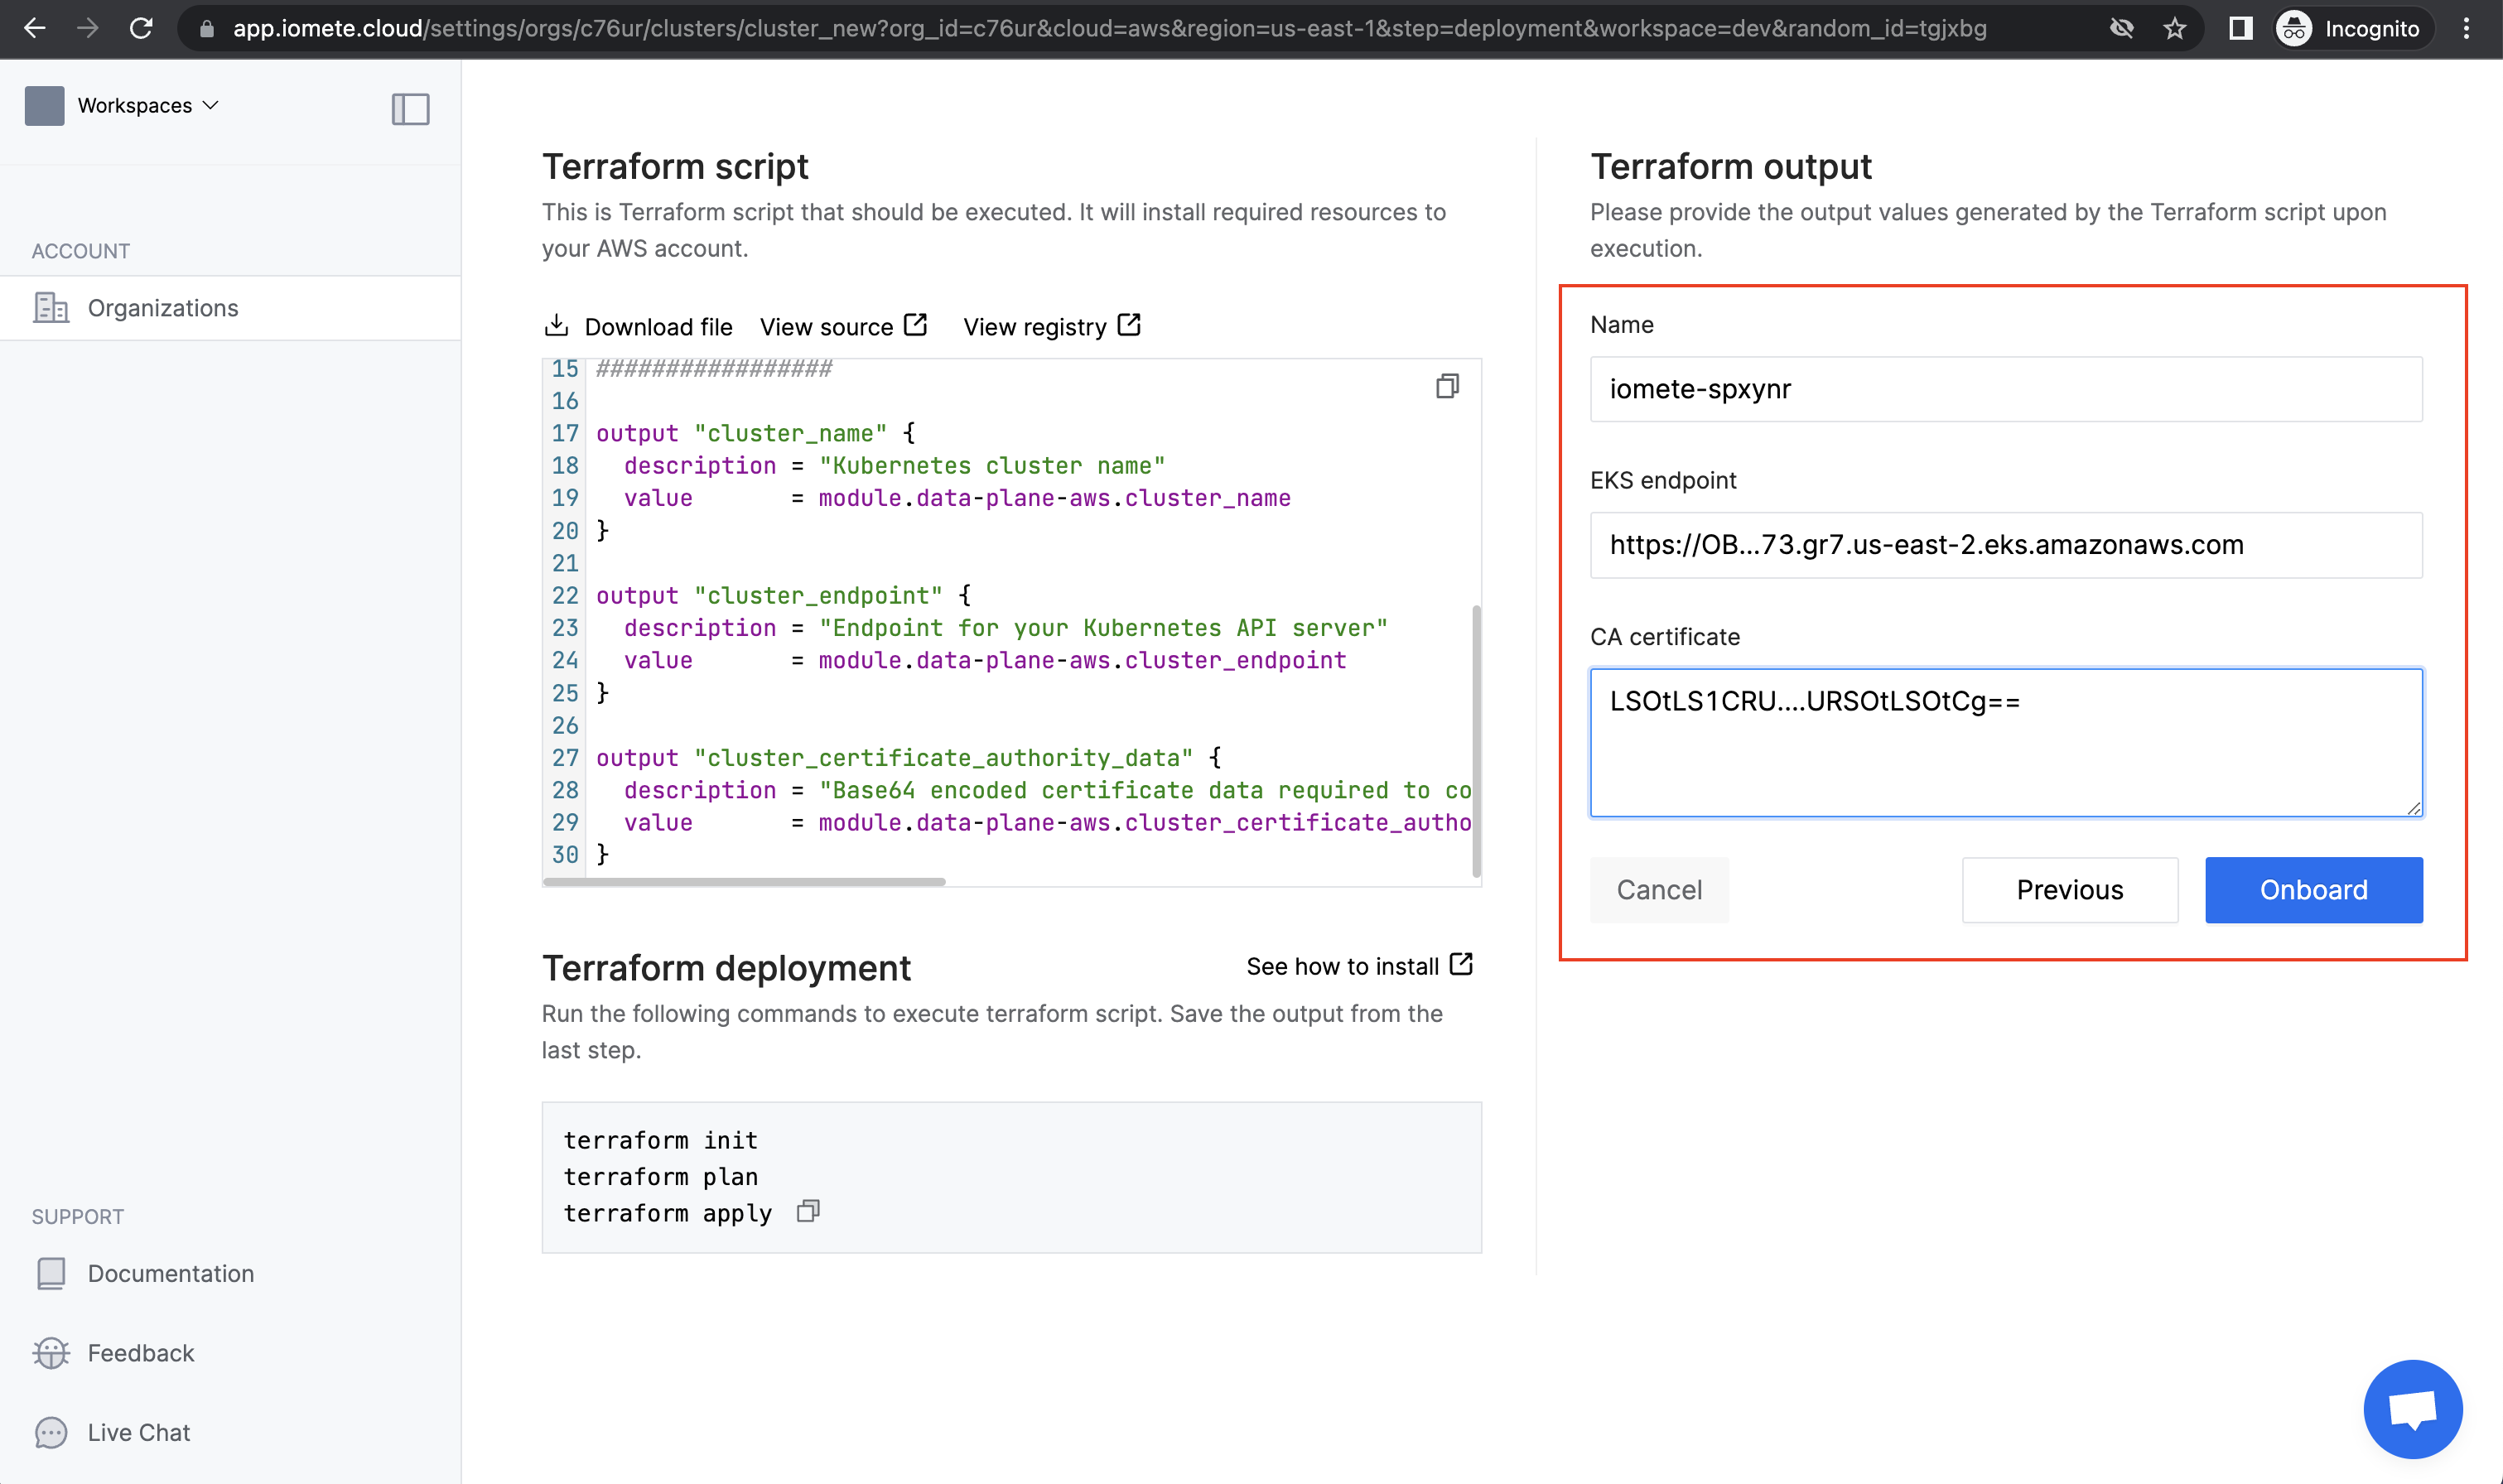 app.iomete.cloud/settings/orgs/c76ur/clusters/cluster_new?org_id=c76ur&cloud=aws&region=us-east-1&step=deployment&workspace=dev&random_id=tgjxbg
Incognito
Workspaces
ACCOUNT
Organizations
SUPPORT
Documentation
Feedback
Live Chat
Terraform script
This is Terraform script that should be executed. It will install required resources to
your AWS account.
Download file View source View registry
15 #################
16
17 output "cluster_name" {
18 description = "Kubernetes cluster name"
19 value = module.data-plane-aws.cluster_name
20 }
21
22 output "cluster_endpoint" {
23 description = "Endpoint for your Kubernetes API server"
24 value = module.data-plane-aws.cluster_endpoint
25 }
26
27 output "cluster_certificate_authority_data" {
28 description = "Base64 encoded certificate data required to co
29 value = module.data-plane-aws.cluster_certificate_autho
30 }
Terraform deployment
See how to install
Run the following commands to execute terraform script. Save the output from the
last step.
terraform init
terraform plan
terraform apply
Terraform output
Please provide the output values generated by the Terraform script upon
execution.
Name
iomete-spxynr
EKS endpoint
https://OB...73.gr7.us-east-2.eks.amazonaws.com
CA certificate
LSOtLS1CRU....URSOtLSOtCg==
Cancel
Previous
Onboard